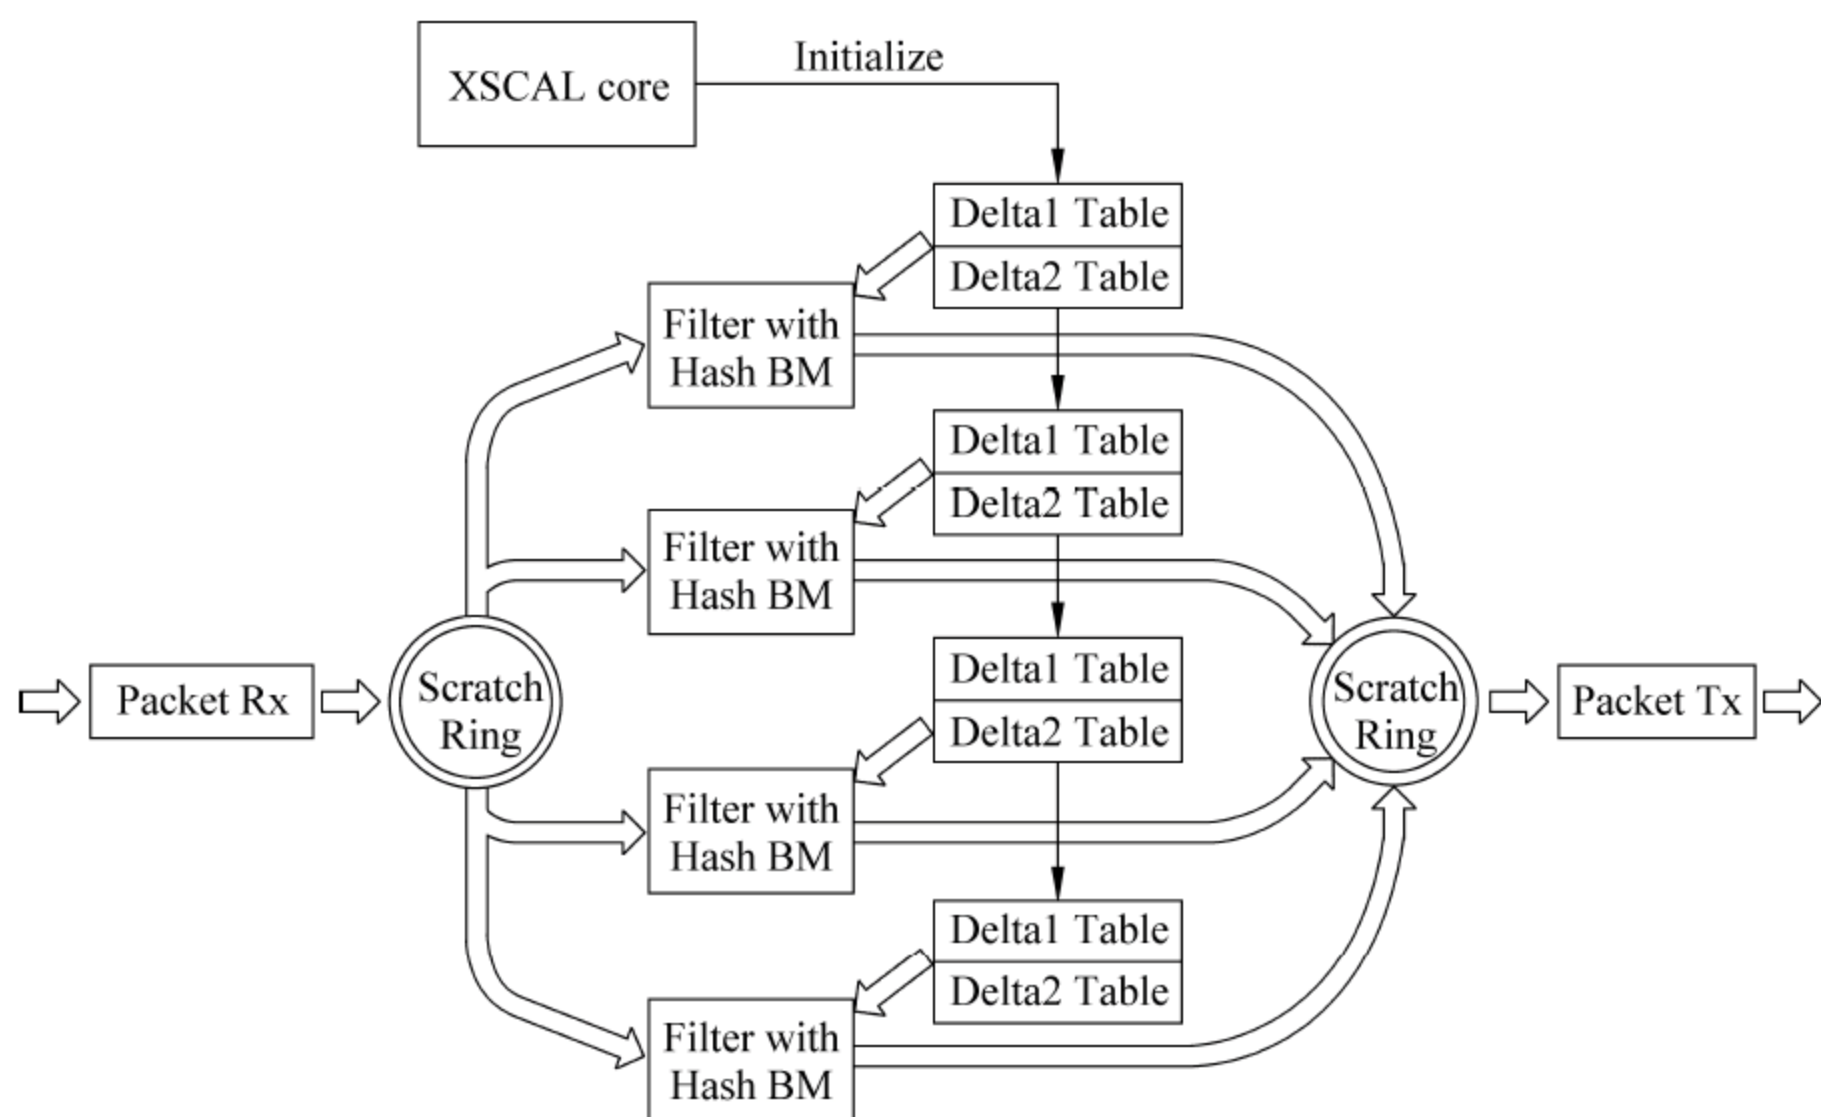 Initialize
XSCAL core
Delta1 Table
Delta2 Table
Filter with
Hash BM
Delta1 Table
Delta2 Table
Filter with
Hash BM
Delta1 Table
Delta2 Table
Packet Rx
Scratch
Ring
Scratch
Ring
Packet Tx
Filter with
Hash BM
Delta1 Table
Delta2 Table
Filter with
Hash BM